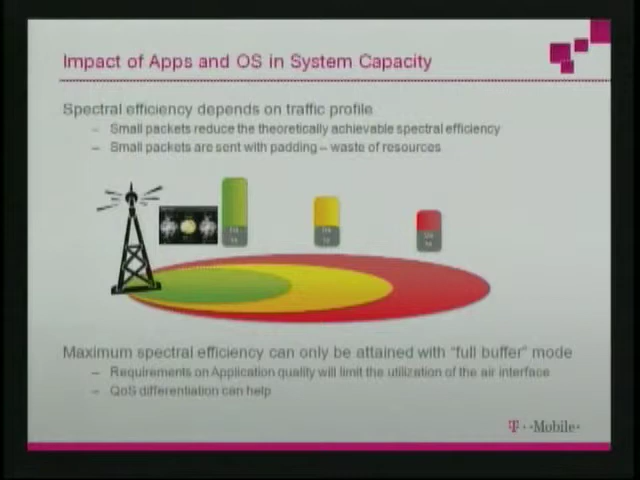 Impact of Apps and OS in System Capacity
Spectral efficiency depends on traffic profile
– Small packets reduce the theoretically achievable spectral efficiency
– Small packets are sent with padding – waste of resources
Maximum spectral efficiency can only be attained with "full buffer" mode
– Requirements on Application quality will limit the utilization of the air interface
– QoS differentiation can help
T··Mobile·